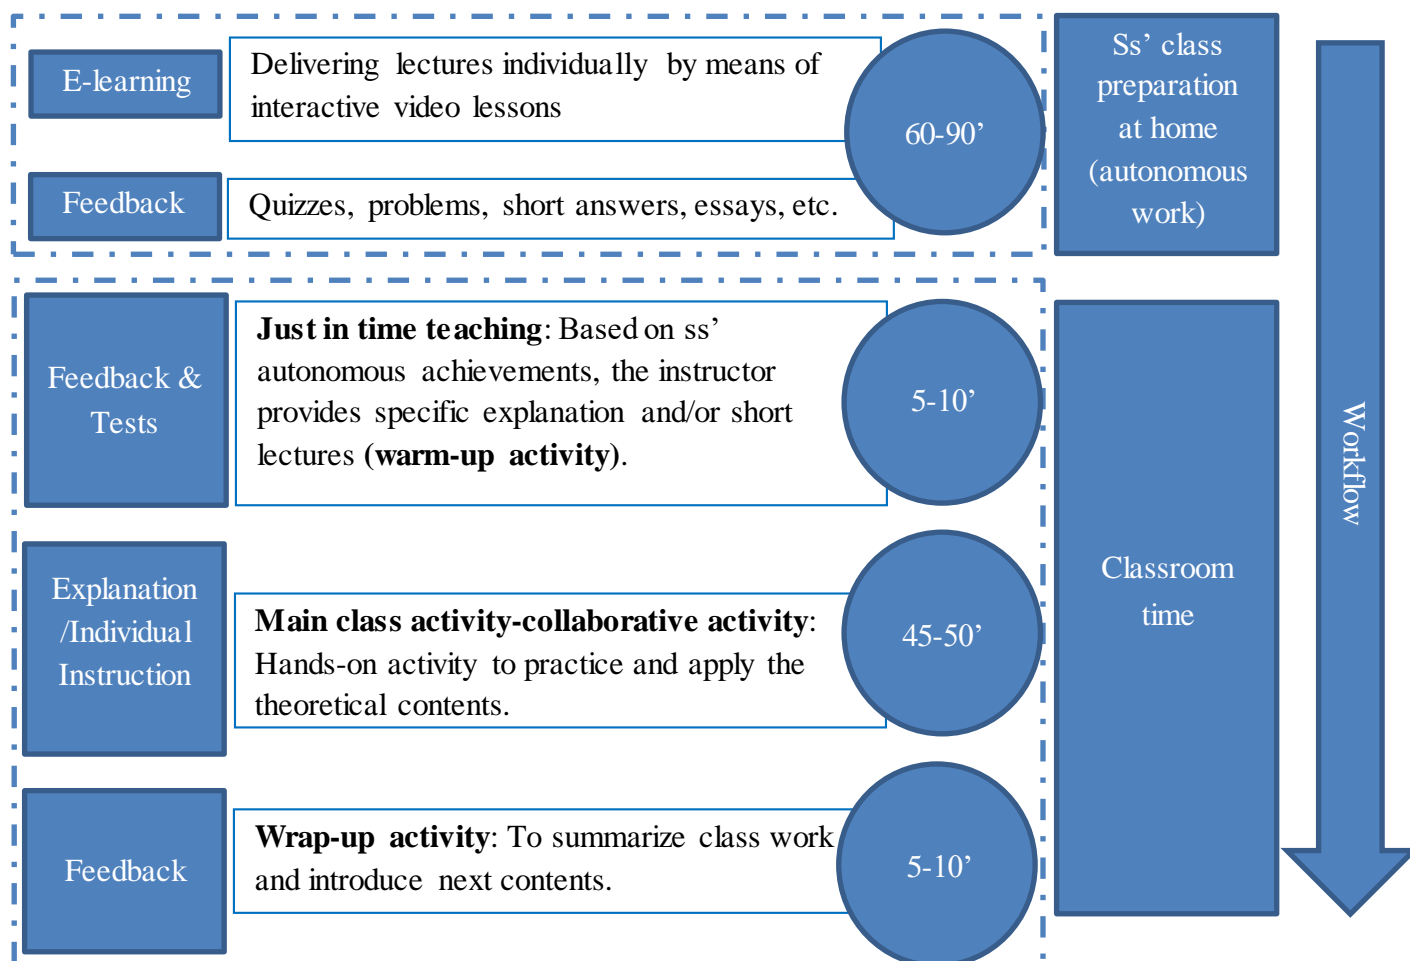 E-learning
Delivering lectures individually by means of
interactive video lessons
60-90’
Ss’ class
preparation
at home
(autonomous
work)
Feedback
Quizzes, problems, short answers, essays, etc.
Feedback &
Tests
Just in time teaching: Based on ss’
autonomous achievements, the instructor
provides specific explanation and/or short
lectures (warm-up activity).
5-10’
Explanation
/Individual
Instruction
Main class activity-collaborative activity:
Hands-on activity to practice and apply the
theoretical contents.
45-50’
Classroom
time
Feedback
Wrap-up activity: To summarize class work
and introduce next contents.
5-10’
Workflow